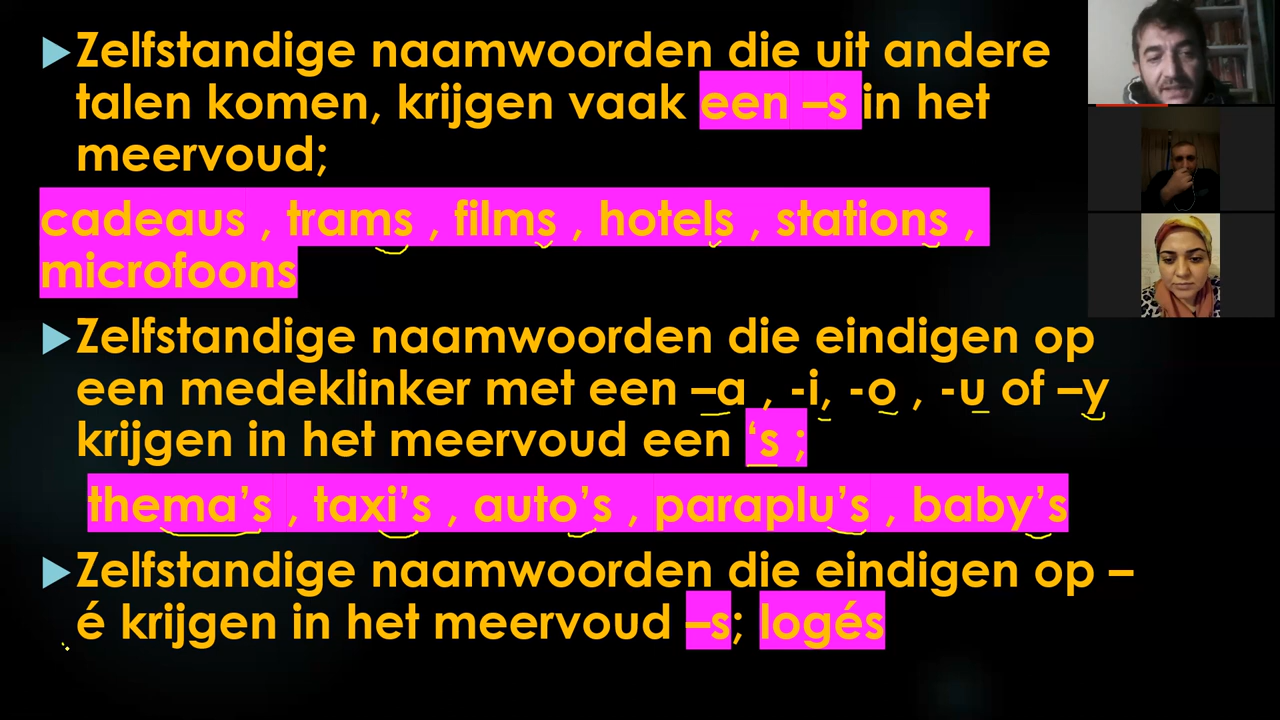 Zelfstandige naamwoorden die uit andere
talen komen, krijgen vaak een –s in het
meervoud;
cadeaus , trams , films , hotels , stations ,
microfoons
Zelfstandige naamwoorden die eindigen op
een medeklinker met een –a , -i, -o , -u of –y
krijgen in het meervoud een ‘s ;
thema’s , taxi’s , auto’s , paraplu’s , baby’s
Zelfstandige naamwoorden die eindigen op –
é krijgen in het meervoud –s; logés